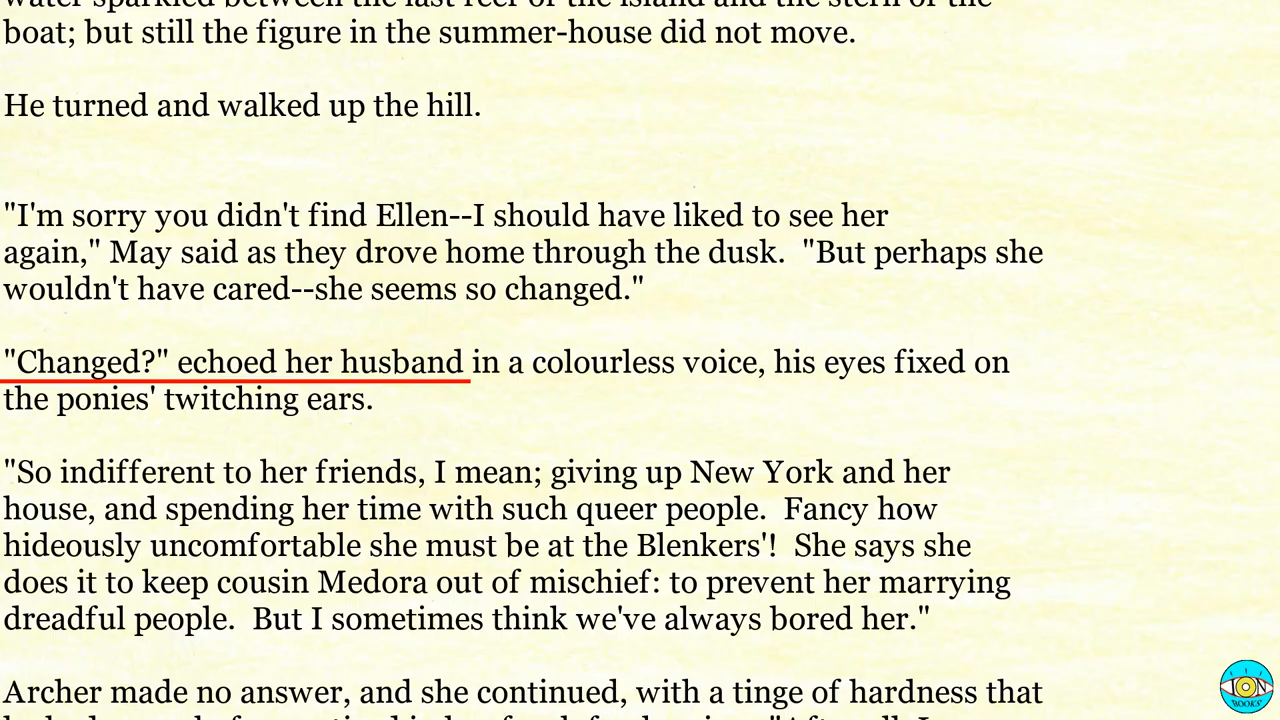 boat; but still the figure in the summer-house did not move.
He turned and walked up the hill.
"I'm sorry you didn't find Ellen--I should have liked to see her
again," May said as they drove home through the dusk.  "But perhaps she
wouldn't have cared--she seems so changed."
"Changed?" echoed her husband in a colourless voice, his eyes fixed on
the ponies' twitching ears.
"So indifferent to her friends, I mean; giving up New York and her
house, and spending her time with such queer people.  Fancy how
hideously uncomfortable she must be at the Blenkers'!  She says she
does it to keep cousin Medora out of mischief: to prevent her marrying
dreadful people.  But I sometimes think we've always bored her."
Archer made no answer, and she continued, with a tinge of hardness that
ION
BOOKS